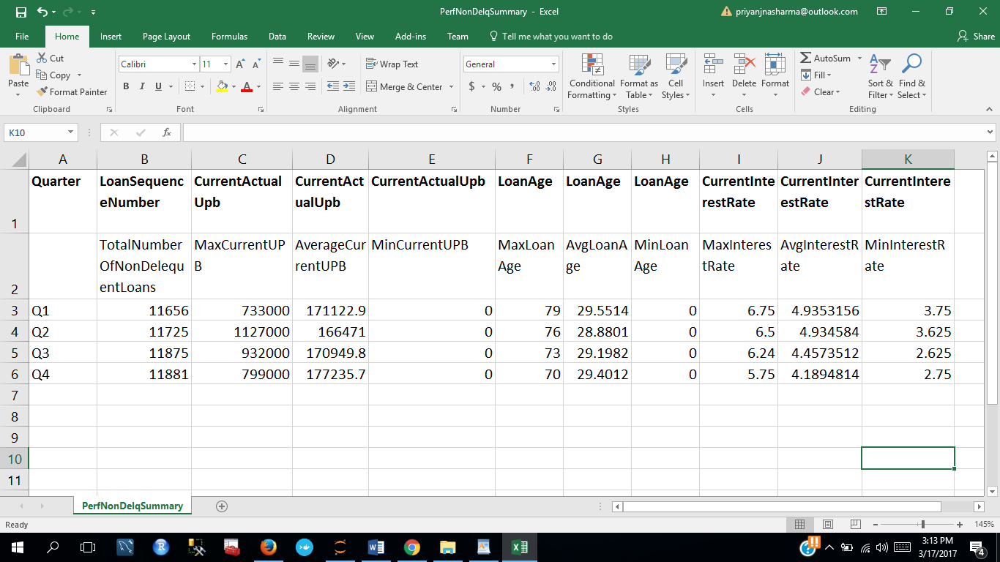 PerfNonDelqSummary - Excel
priyanjnasharma@outlook.com
File Home Insert Page Layout Formulas Data Review View Add-ins Team Tell me what you want to do Share
Paste Cut Copy Format Painter Clipboard
Calibri 11 B I U A A A Font
Wrap Text Merge & Center Alignment
General $ % , .00 Number
Conditional Formatting Format as Table Cell Styles Styles
Insert Delete Format Cells
AutoSum Fill Clear Sort & Filter Find & Select Editing
K10 fx
A B C D E F G H I J K
1 Quarter LoanSequenceNumber CurrentActualUpb CurrentActualUpb CurrentActualUpb LoanAge LoanAge LoanAge CurrentInterestRate CurrentInterestRate CurrentInterestRate
2 TotalNumberOfNonDelequentLoans MaxCurrentUPB AverageCurrentUPB MinCurrentUPB MaxLoanAge AvgLoanAge MinLoanAge MaxInterestRate AvgInterestRate MinInterestRate
3 Q1 11656 733000 171122.9 0 79 29.5514 0 6.75 4.9353156 3.75
4 Q2 11725 1127000 166471 0 76 28.8801 0 6.5 4.934584 3.625
5 Q3 11875 932000 170949.8 0 73 29.1982 0 6.24 4.4573512 2.625
6 Q4 11881 799000 177235.7 0 70 29.4012 0 5.75 4.1894814 2.75
7
8
9
10
11
PerfNonDelqSummary
Ready 145%
3:13 PM
3/17/2017
4